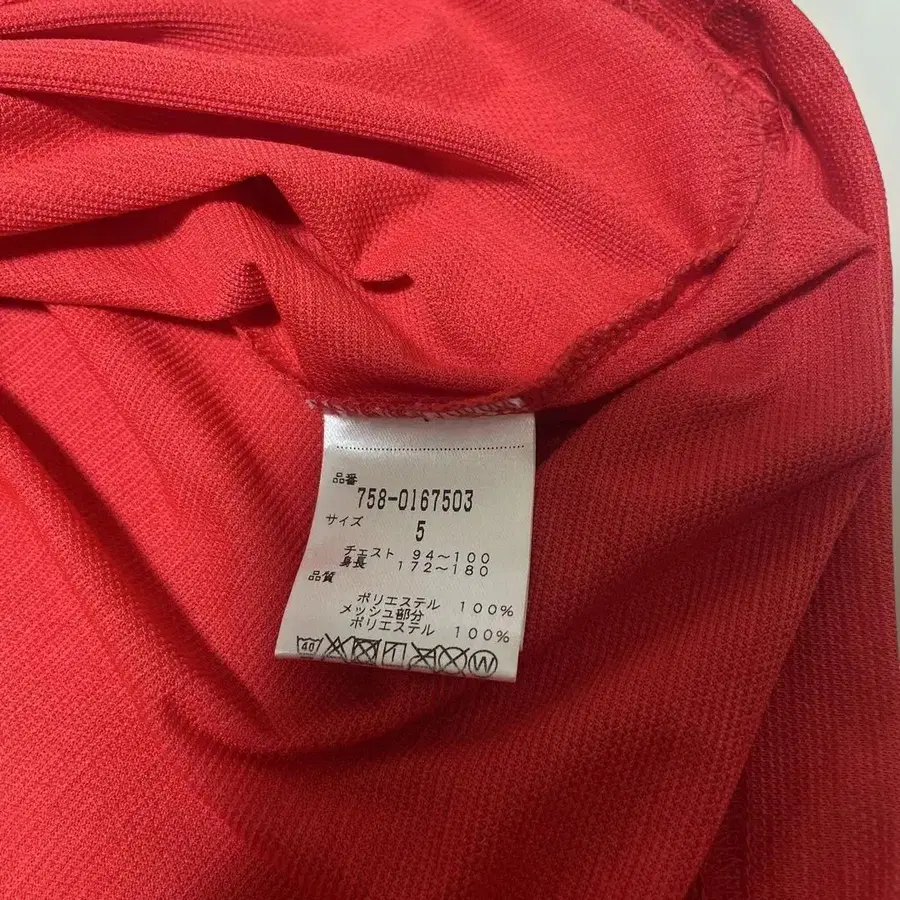 品番
758-0167503
サイズ
5
チェスト 94～100
身長 172～180
品質
ポリエステル 100%
メッシュ部分
ポリエステル 100%
40 W